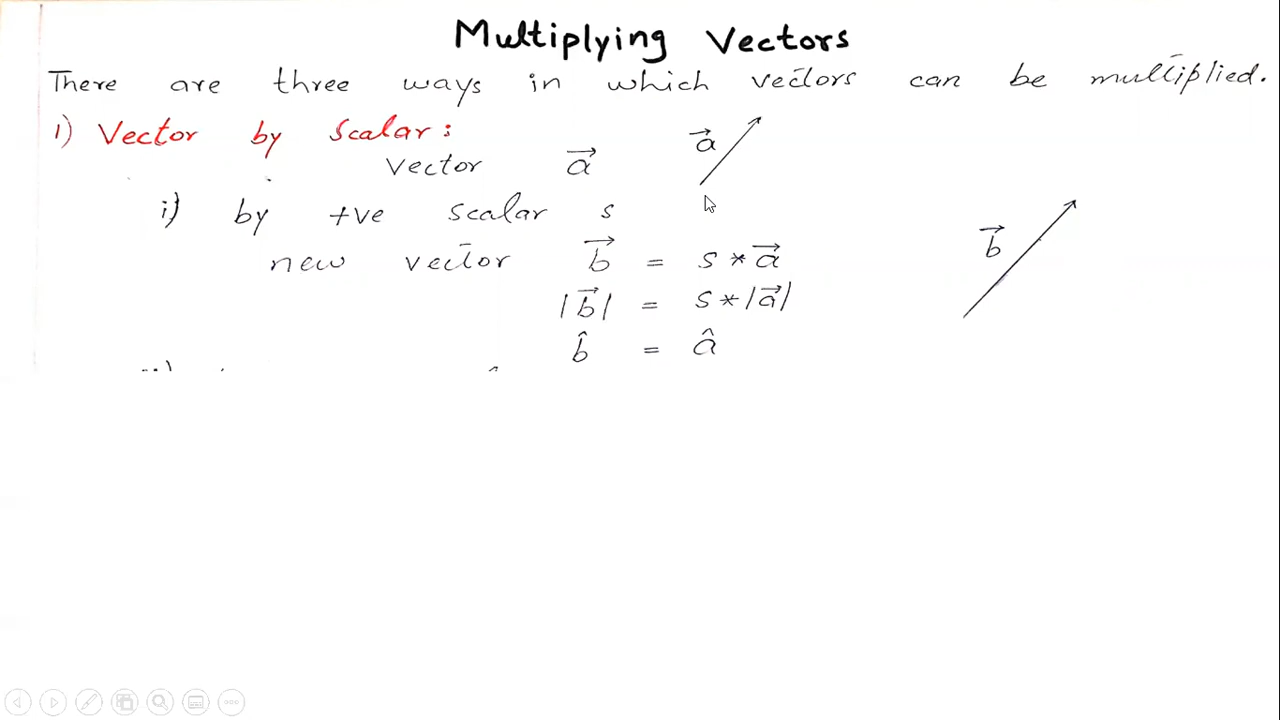 Multiplying Vectors
There are three ways in which vectors can be multiplied.
1) Vector by Scalar:
vector a⃗
a⃗
i) by +ve scalar s
new vector b⃗ = s * a⃗
b⃗
|b⃗| = s * |a⃗|
b̂ = â